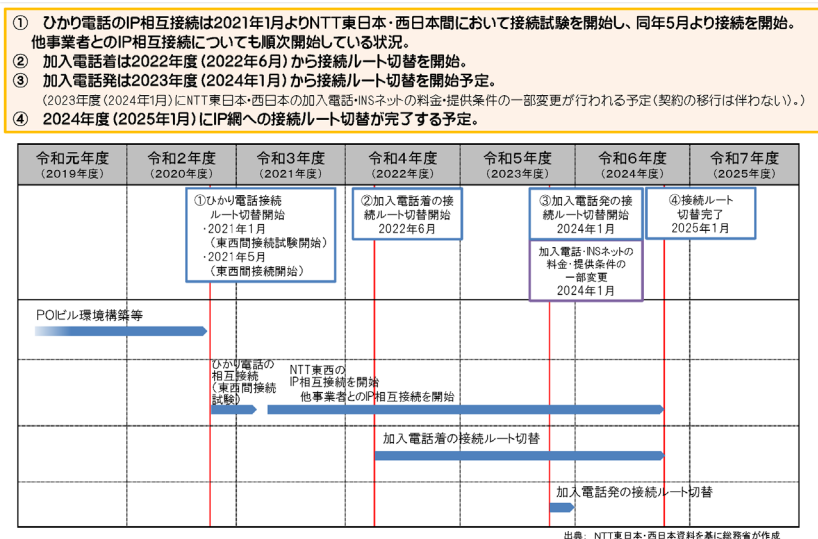 ① ひかり電話のIP相互接続は2021年1月よりNTT東日本・西日本間において接続試験を開始し、同年5月より接続を開始。
他事業者とのIP相互接続についても順次開始している状況。
② 加入電話着は2022年度(2022年6月)から接続ルート切替を開始。
③ 加入電話発は2023年度(2024年1月)から接続ルート切替を開始予定。
(2023年度(2024年1月)にNTT東日本・西日本の加入電話・INSネットの料金・提供条件の一部変更が行われる予定(契約の移行は伴わない)。)
④ 2024年度(2025年1月)にIP網への接続ルート切替が完了する予定。
令和元年度 令和2年度 令和3年度 令和4年度 令和5年度 令和6年度 令和7年度
(2019年度) (2020年度) (2021年度) (2022年度) (2023年度) (2024年度) (2025年度)
①ひかり電話接続
ルート切替開始
・2021年1月
(東西間接続試験開始)
・2021年5月
(東西間接続開始)
②加入電話着の接
続ルート切替開始
2022年6月
③加入電話発の接
続ルート切替開始
2024年1月
④接続ルート
切替完了
2025年1月
加入電話・INSネットの
料金・提供条件の
一部変更
2024年1月
POIビル環境構築等
ひかり電話の
相互接続
(東西間接続
試験)
NTT東西の
IP相互接続を開始
他事業者とのIP相互接続を開始
加入電話着の接続ルート切替
加入電話発の接続ルート切替
出典: NTT東日本・西日本資料を基に総務省が作成